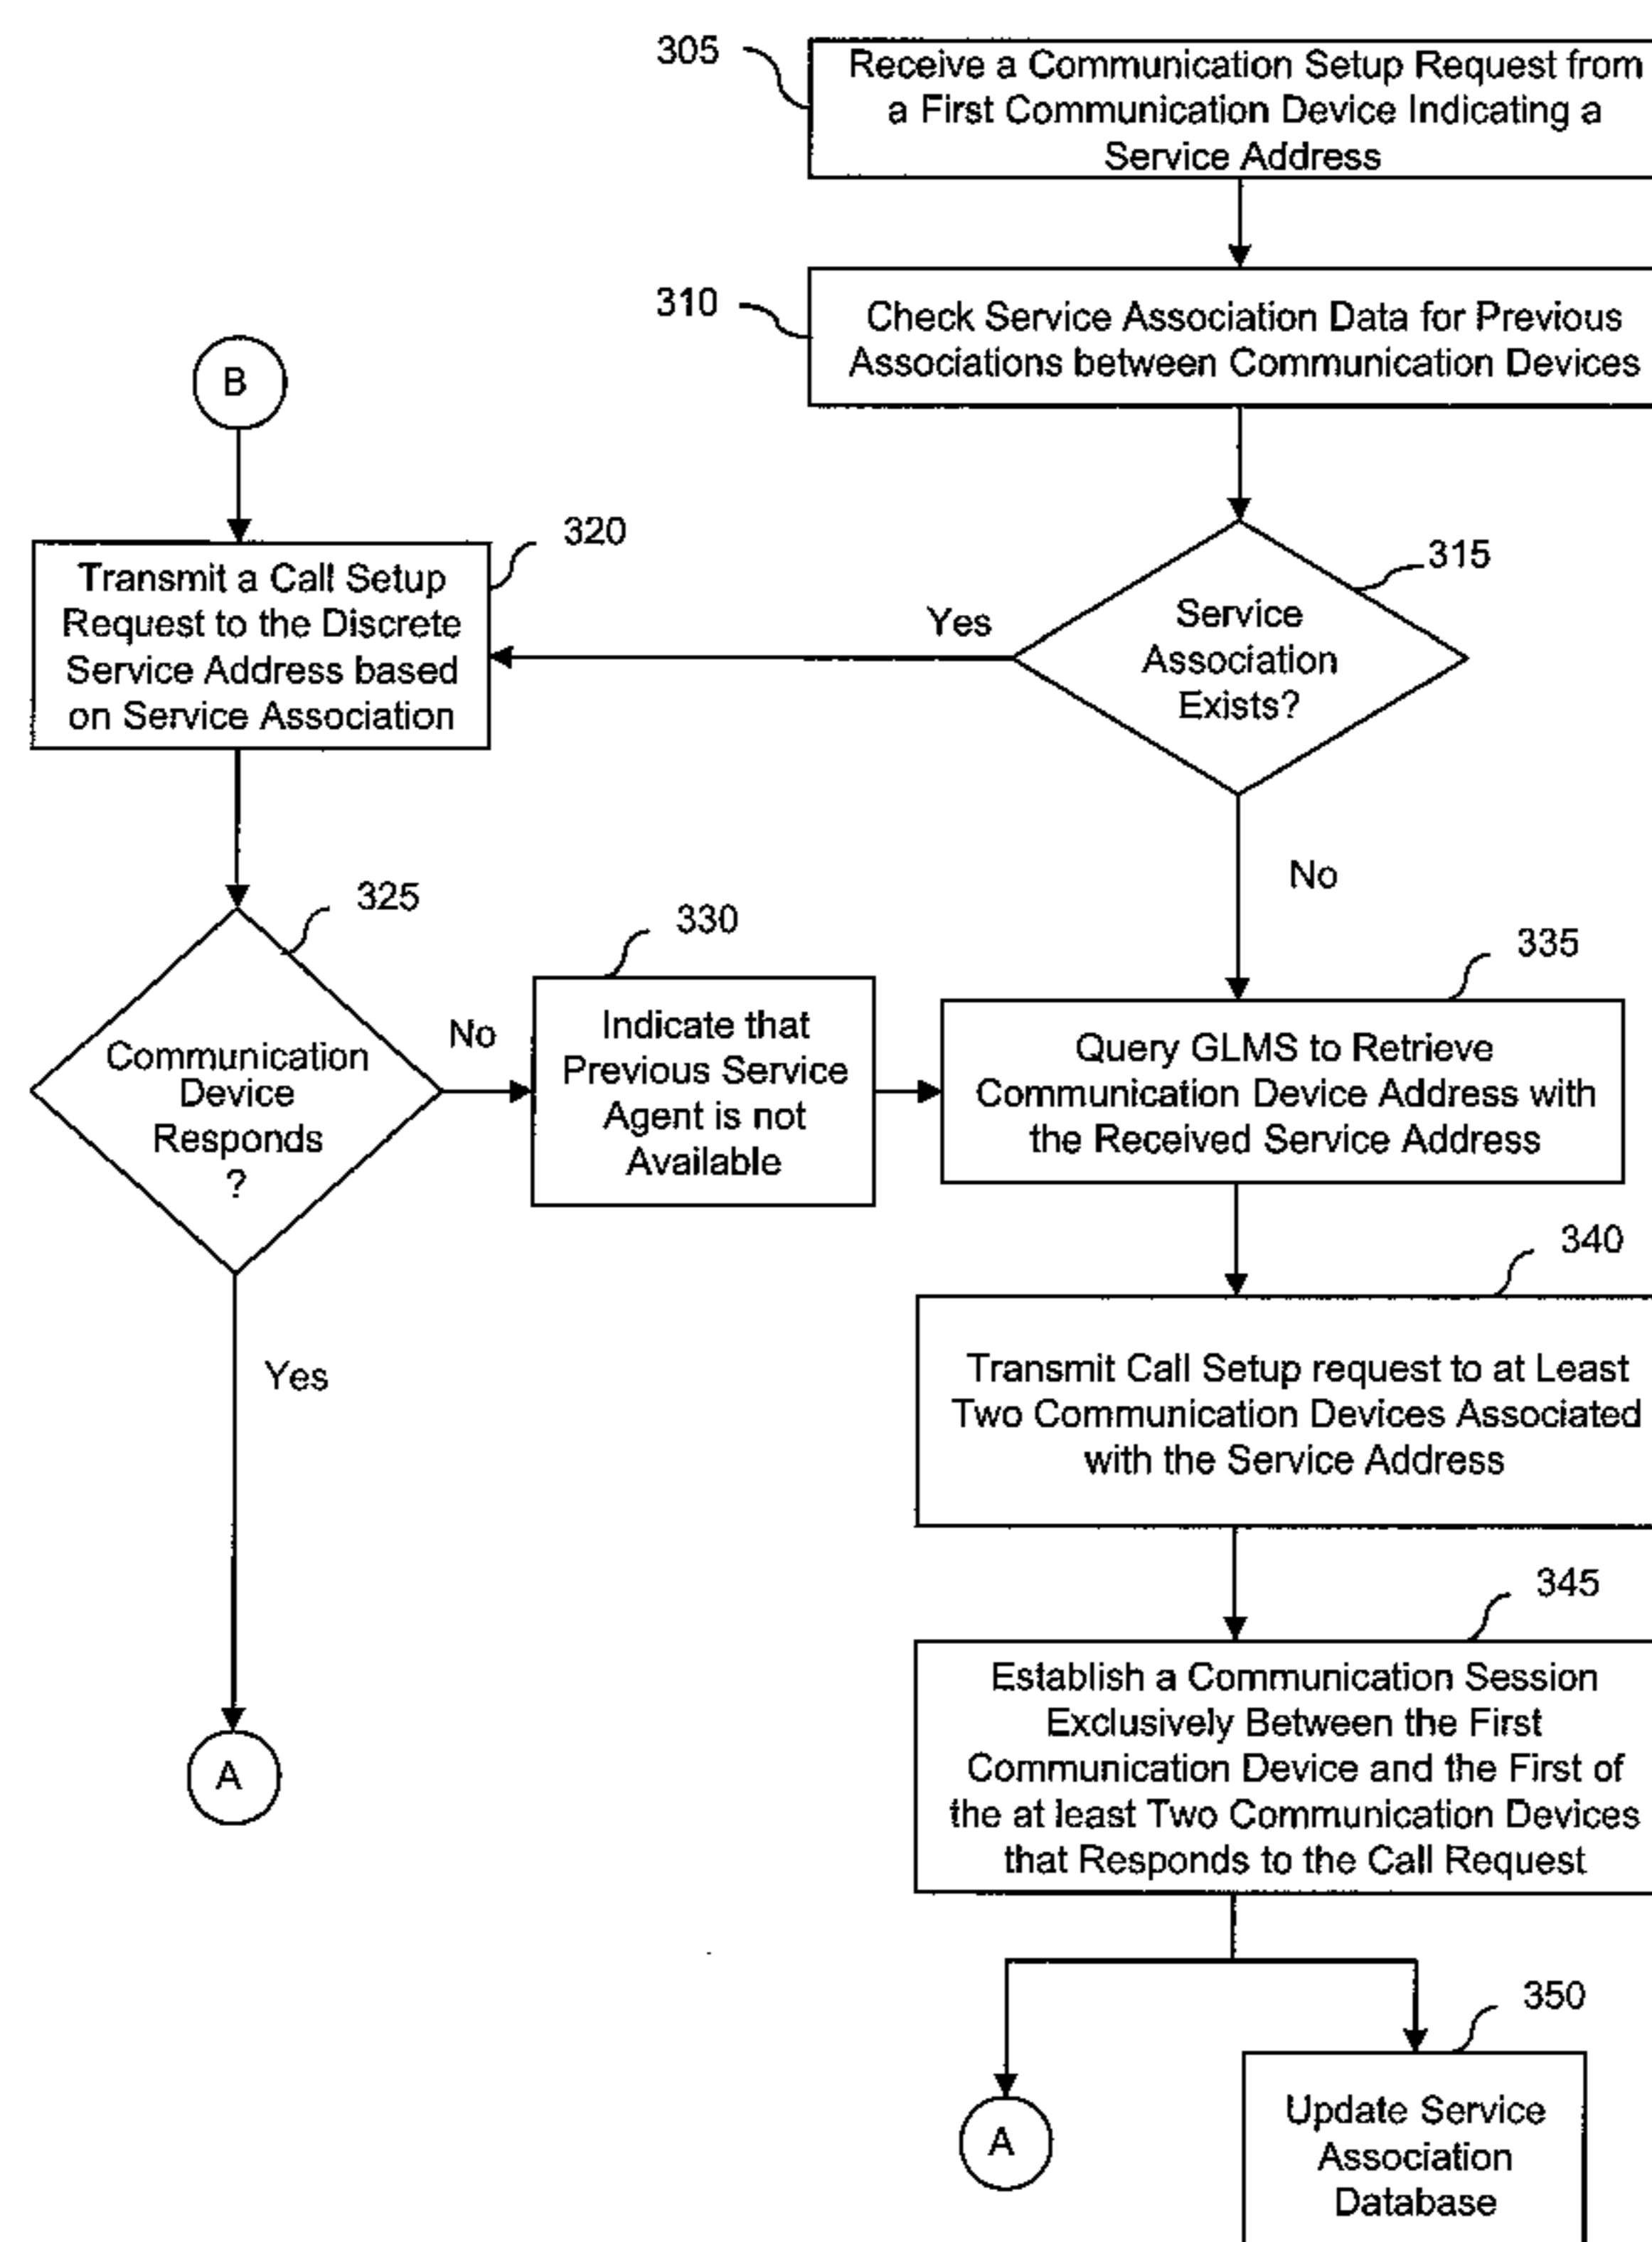 305
Receive a Communication Setup Request from
a First Communication Device Indicating a
Service Address
310
Check Service Association Data for Previous
Associations between Communication Devices
B
320
Transmit a Call Setup
Request to the Discrete
Service Address based
on Service Association
Yes
315
Service
Association
Exists?
No
325
Communication
Device
Responds
?
No
330
Indicate that
Previous Service
Agent is not
Available
335
Query GLMS to Retrieve
Communication Device Address with
the Received Service Address
340
Transmit Call Setup request to at Least
Two Communication Devices Associated
with the Service Address
Yes
345
Establish a Communication Session
Exclusively Between the First
Communication Device and the First of
the at least Two Communication Devices
that Responds to the Call Request
A
350
A
Update Service
Association
Database